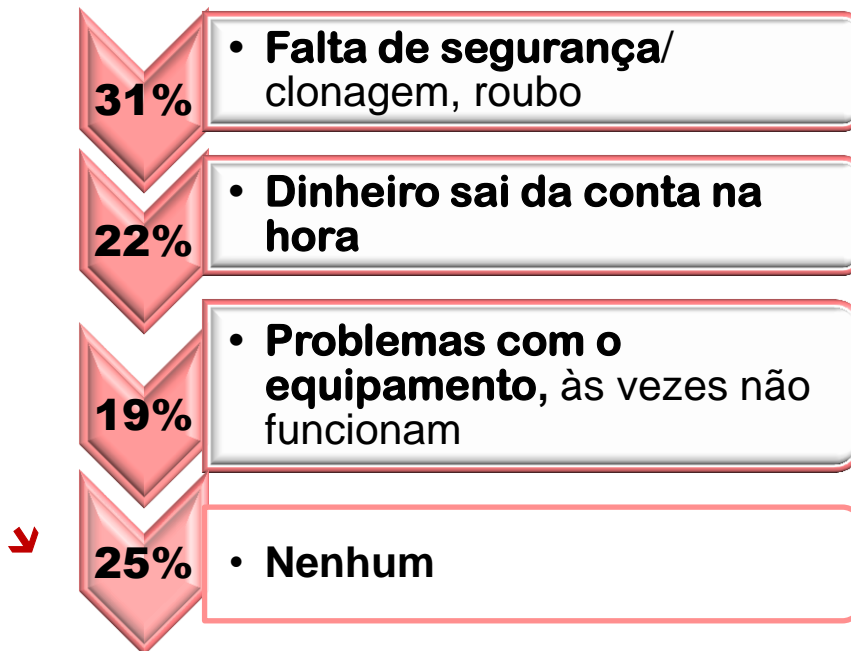 31%
• Falta de segurança/
clonagem, roubo
22%
• Dinheiro sai da conta na
hora
19%
• Problemas com o
equipamento, às vezes não
funcionam
25%
• Nenhum